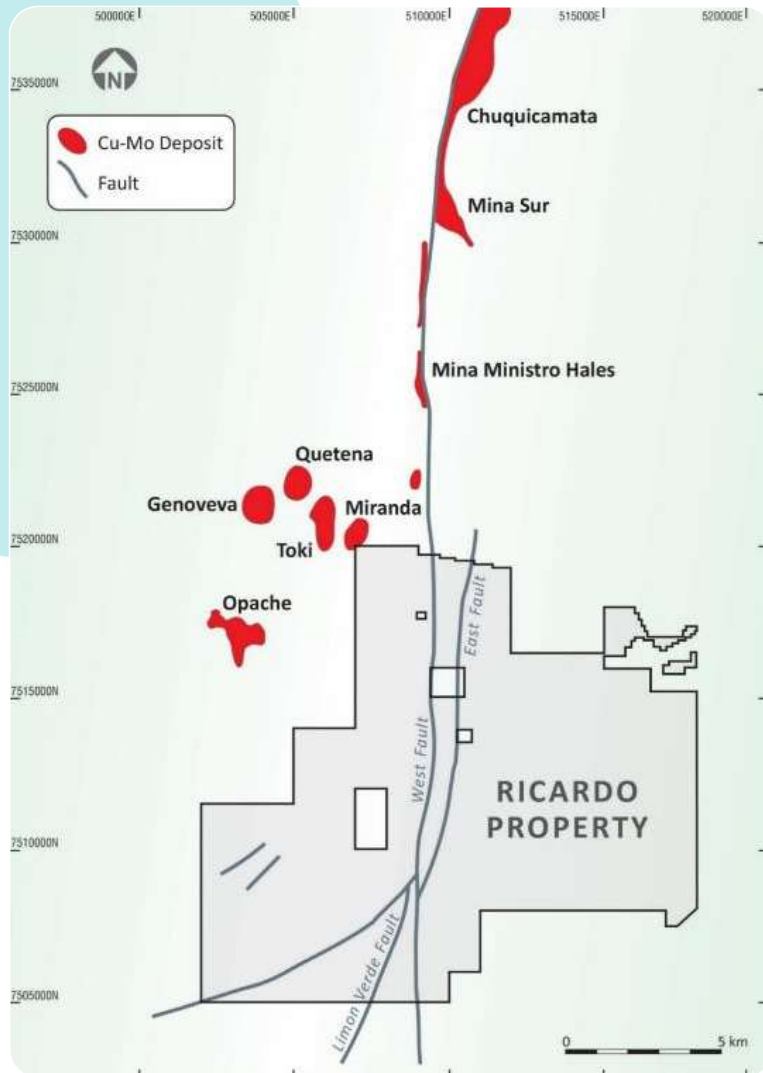 500000E
505000E
510000E
515000E
520000E
N
7535000N
Cu-Mo Deposit
Fault
Chuquicamata
Mina Sur
7530000N
Mina Ministro Hales
7525000N
Quetena
Genoveva
Miranda
Toki
7520000N
Opache
East Fault
7515000N
West Fault
RICARDO
PROPERTY
7510000N
Limon Verde Fault
7505000N
0
5 km